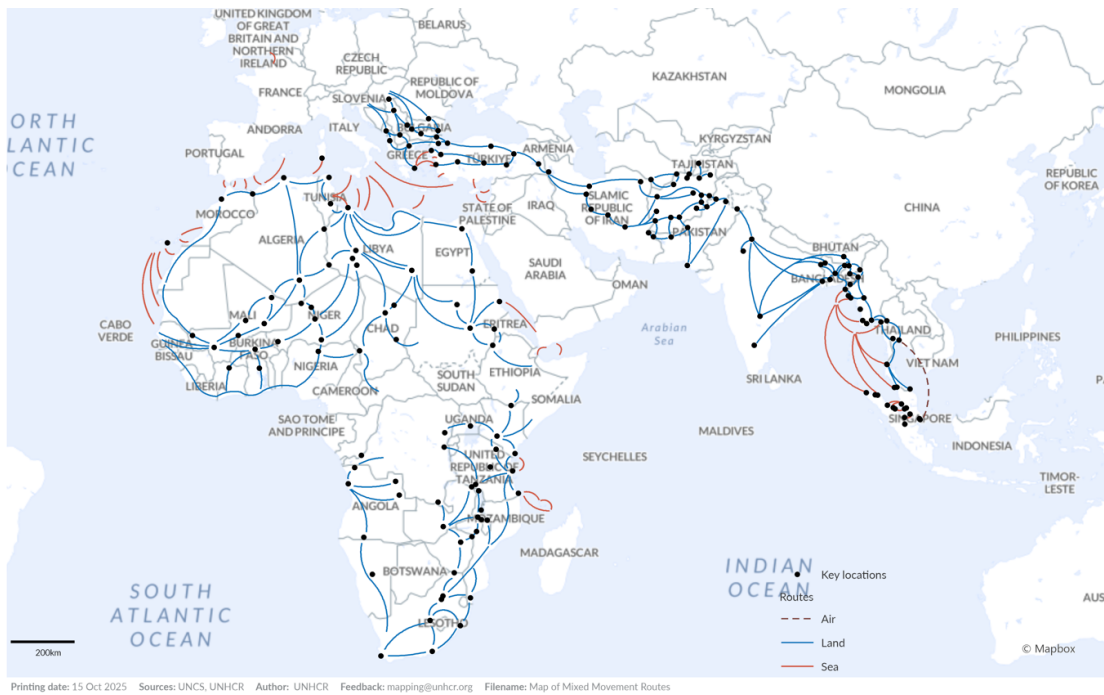 UNITED KINGDOM
OF GREAT
BRITAIN AND
NORTHERN
IRELAND
BELARUS
CZECH
REPUBLIC
KAZAKHSTAN
MONGOLIA
FRANCE
SLOVENIA
REPUBLIC OF
MOLDOVA
ORTH
LANTIC
CEAN
ANDORRA
ITALY
BULGARIA
PORTUGAL
GREECE
TÜRKIYE
ARMENIA
KYRGYZSTAN
TAJIKISTAN
REPUBLIC
OF KOREA
MOROCCO
TUNISIA
STATE OF
PALESTINE
IRAQ
ISLAMIC
REPUBLIC
OF IRAN
PAKISTAN
CHINA
ALGERIA
LIBYA
EGYPT
SAUDI
ARABIA
OMAN
BHUTAN
BANGLADESH
CABO
VERDE
MALI
NIGER
CHAD
ERITREA
Arabian
Sea
THAILAND
PHILIPPINES
GUINEA
BISSAU
BURKINA
FASO
NIGERIA
ETHIOPIA
VIET NAM
LIBERIA
CAMEROON
SOUTH
SUDAN
SOMALIA
SRI LANKA
SAO TOME
AND PRINCIPE
UGANDA
MALDIVES
SINGAPORE
INDONESIA
UNITED
REPUBLIC OF
TANZANIA
SEYCHELLES
TIMOR-
LESTE
ANGOLA
MOZAMBIQUE
MADAGASCAR
BOTSWANA
INDIAN
OCEAN
SOUTH
ATLANTIC
OCEAN
LESOTHO
AUS
Key locations
Routes
Air
Land
Sea
200km
© Mapbox
Printing date: 15 Oct 2025 Sources: UNCS, UNHCR Author: UNHCR Feedback: mapping@unhcr.org Filename: Map of Mixed Movement Routes